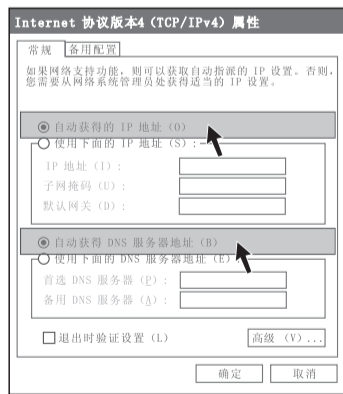 Internet 协议版本4（TCP/IPv4）属性
常规 备用配置
如果网络支持功能，则可以获取自动指派的 IP 设置。否则，
您需要从网络系统管理员处获得适当的 IP 设置。
自动获得的 IP 地址（O）
使用下面的 IP 地址（S）:
IP 地址（I）:
子网掩码（U）:
默认网关（D）:
自动获得 DNS 服务器地址（B）
使用下面的 DNS 服务器地址（E）
首选 DNS 服务器（P）:
备用 DNS 服务器（A）:
退出时验证设置（L） 高级（V）...
确定 取消